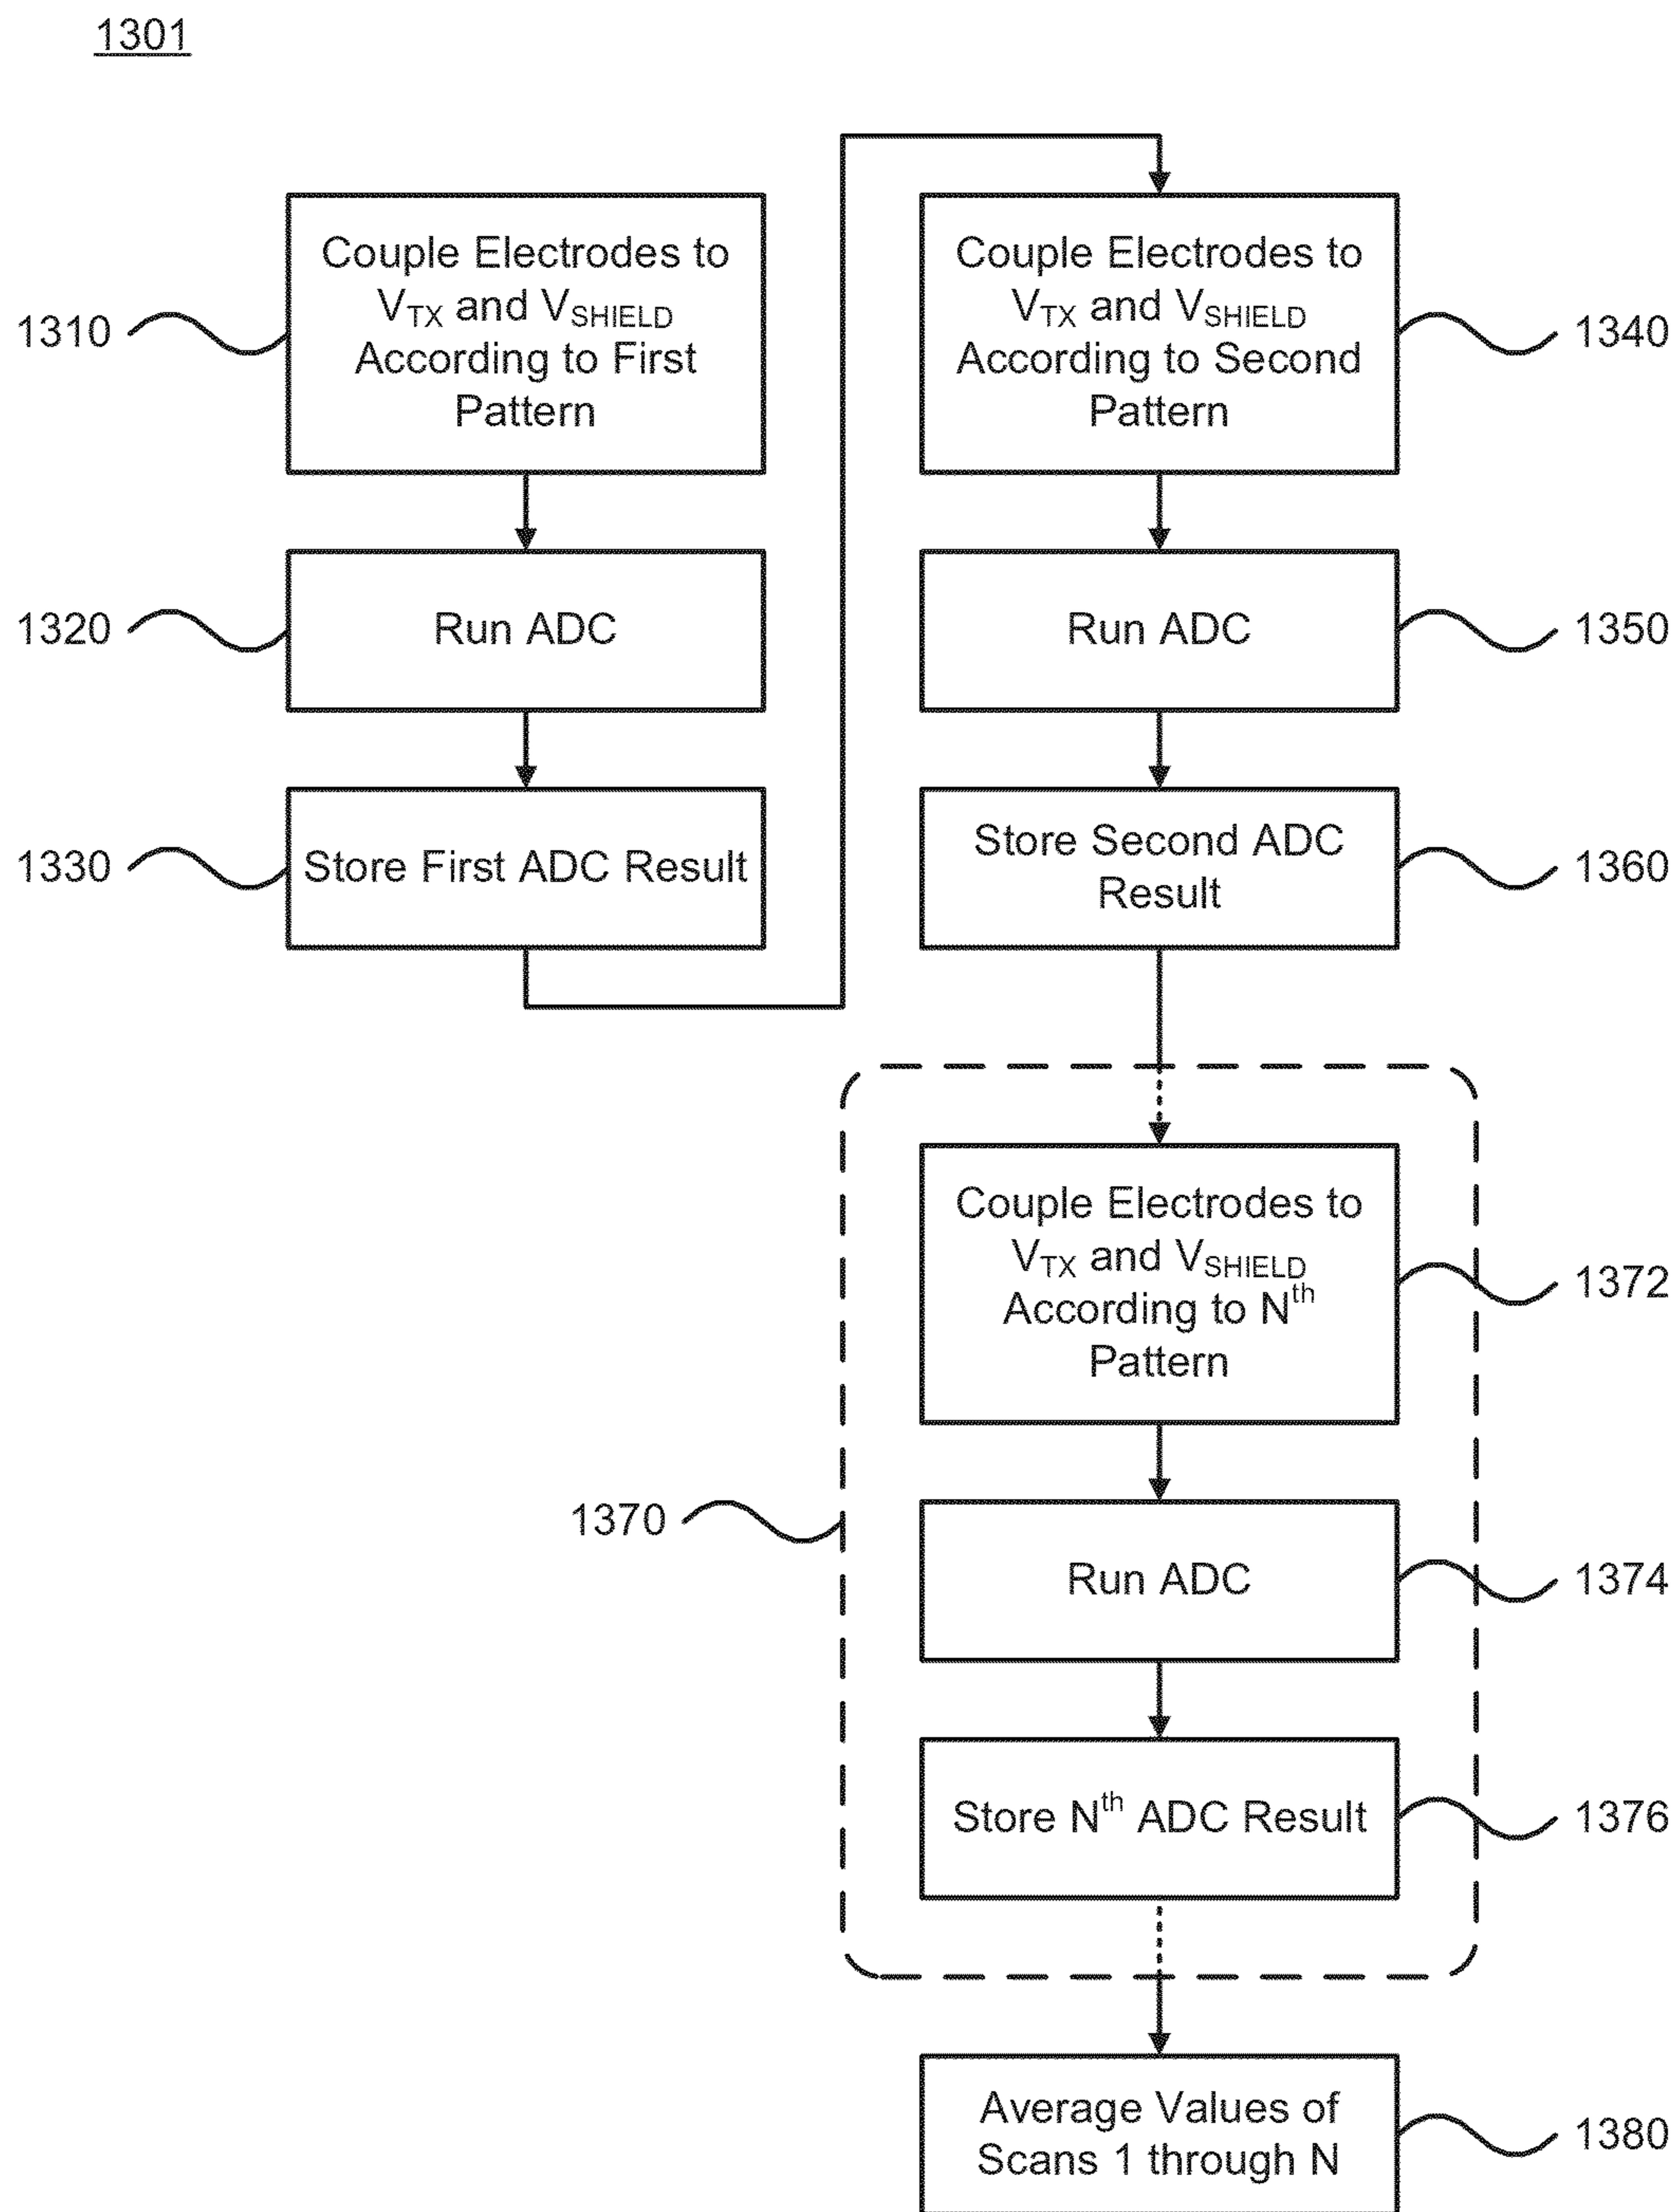 1301
Couple Electrodes to
VTX and VSHIELD
According to First
Pattern
1310
Run ADC
1320
Store First ADC Result
1330
Couple Electrodes to
VTX and VSHIELD
According to Second
Pattern
1340
Run ADC
1350
Store Second ADC
Result
1360
1370
Couple Electrodes to
VTX and VSHIELD
According to Nth
Pattern
1372
Run ADC
1374
Store Nth ADC Result
1376
Average Values of
Scans 1 through N
1380